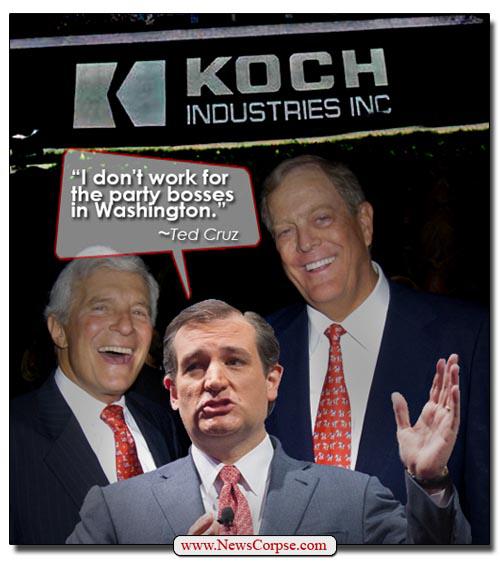 KOCH
INDUSTRIES INC
“I don't work for
the party bosses
in Washington.”
~Ted Cruz
www.NewsCorpse.com